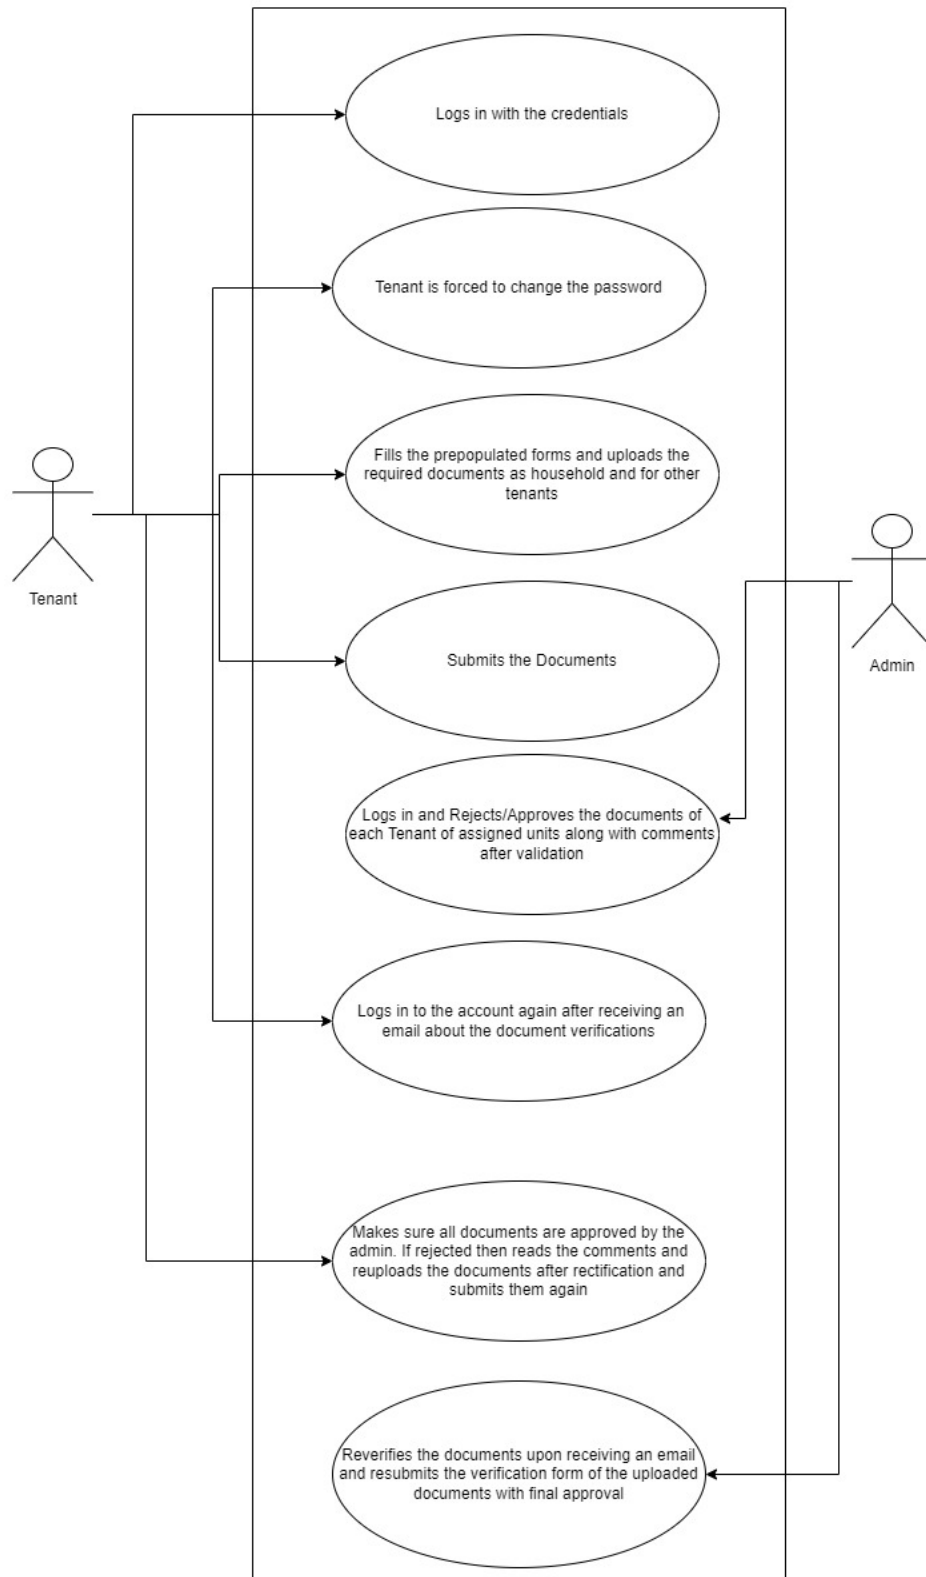 Logs in with the credentials
Tenant is forced to change the password
Fills the prepopulated forms and uploads the
required documents as household and for other
tenants
Tenant
Submits the Documents
Admin
Logs in and Rejects/Approves the documents of
each Tenant of assigned units along with comments
after validation
Logs in to the account again after receiving an
email about the document verifications
Makes sure all documents are approved by the
admin. If rejected then reads the comments and
reuploads the documents after rectification and
submits them again
Reverifies the documents upon receiving an email
and resubmits the verification form of the uploaded
documents with final approval